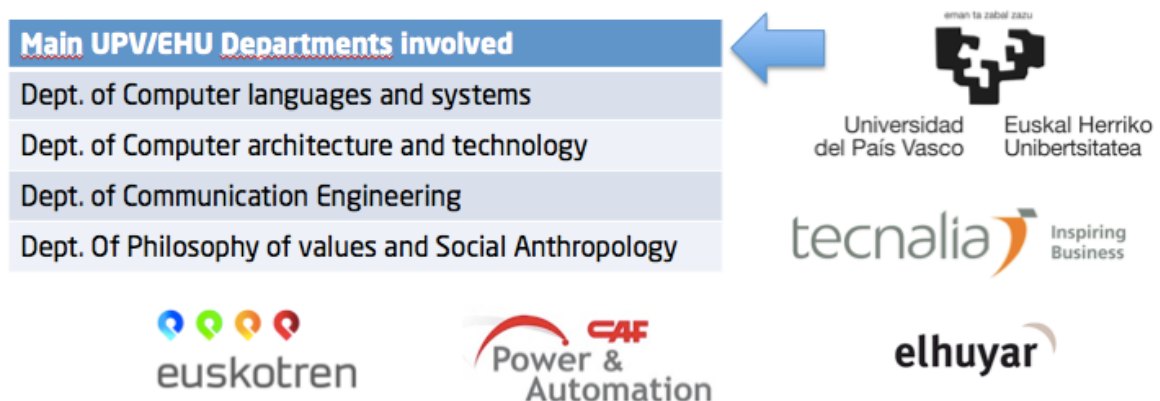 Main UPV/EHU Departments involved
Dept. of Computer languages and systems
Dept. of Computer architecture and technology
Dept. of Communication Engineering
Dept. Of Philosophy of values and Social Anthropology
eman ta zabal zazu
Universidad
del País Vasco
Euskal Herriko
Unibertsitatea
tecnalia
Inspiring
Business
euskotren
CAF
Power &
Automation
elhuyar